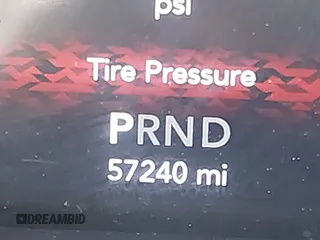 psi
Tire Pressure
PRND
57240 mi
DREAMBID